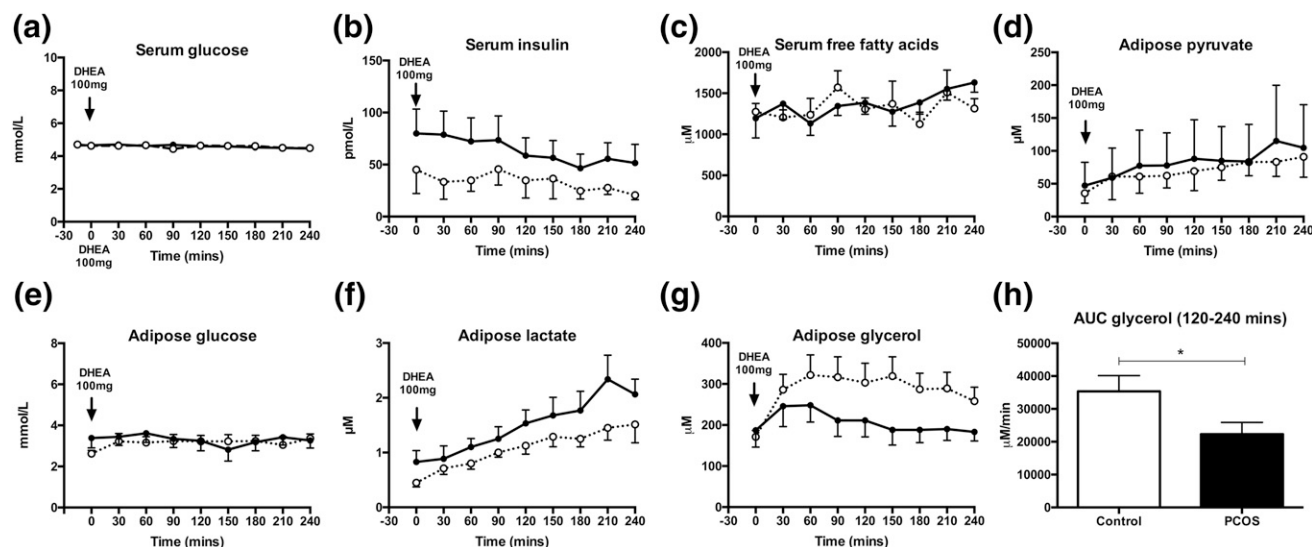 (a)
Serum glucose
DHEA
100mg
mmol/L
10
8
6
4
2
0
-30 0 30 60 90 120 150 180 210 240
DHEA
100mg
Time (mins)
(b)
Serum insulin
DHEA
100mg
pmol/L
150
100
50
0
-30 0 30 60 90 120 150 180 210 240
Time (mins)
(c)
Serum free fatty acids
DHEA
100mg
µM
2000
1500
1000
500
0
-30 0 30 60 90 120 150 180 210 240
Time (mins)
(d)
Adipose pyruvate
DHEA
100mg
µM
250
200
150
100
50
0
-30 0 30 60 90 120 150 180 210 240
Time (mins)
(e)
Adipose glucose
DHEA
100mg
mmol/L
8
6
4
2
0
-30 0 30 60 90 120 150 180 210 240
Time (mins)
(f)
Adipose lactate
DHEA
100mg
µM
3
2
1
0
-30 0 30 60 90 120 150 180 210 240
Time (mins)
(g)
Adipose glycerol
DHEA
100mg
µM
400
300
200
100
0
-30 0 30 60 90 120 150 180 210 240
Time (mins)
(h)
AUC glycerol (120-240 mins)
*
µM/min
50000
40000
30000
20000
10000
0
Control PCOS